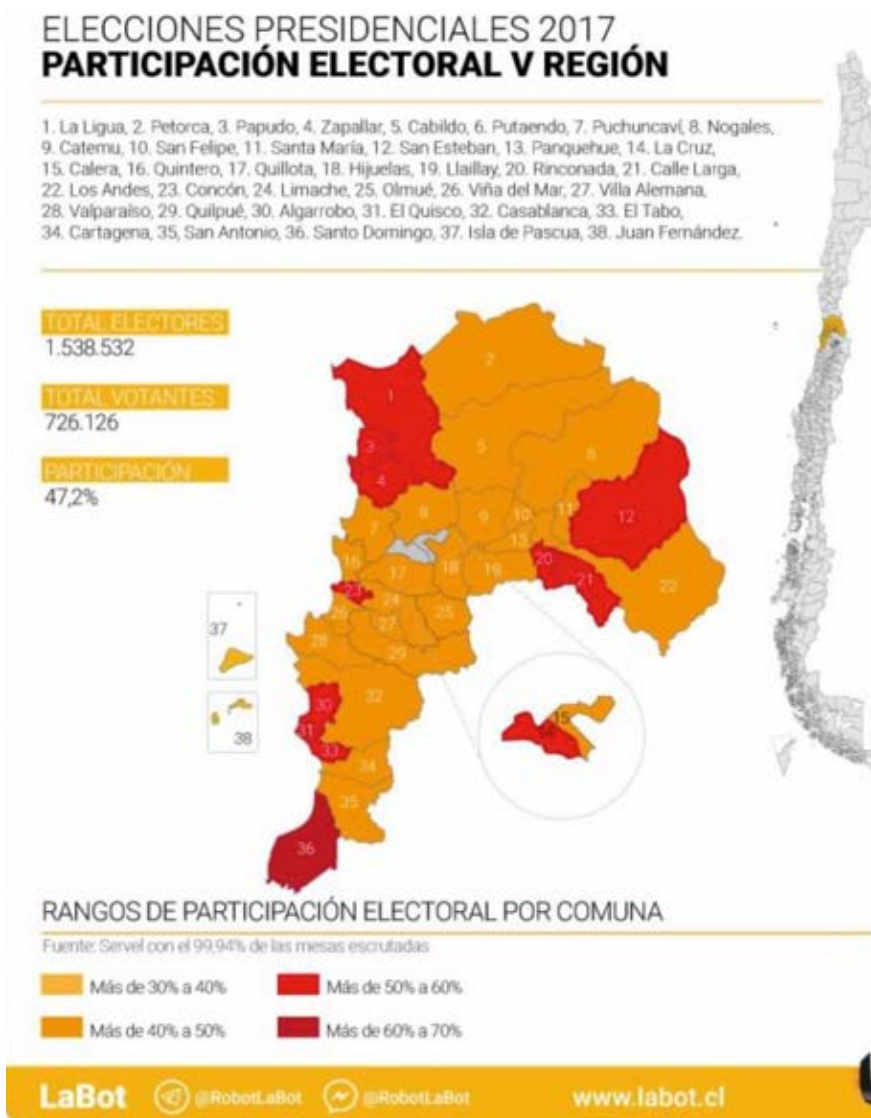 ELECCIONES PRESIDENCIALES 2017
PARTICIPACIÓN ELECTORAL V REGIÓN
1. La Ligua, 2. Petorca, 3. Papudo, 4. Zapallar, 5. Cabildo, 6. Putaendo, 7. Puchuncaví, 8. Nogales,
9. Catemu, 10. San Felipe, 11. Santa María, 12. San Esteban, 13. Panquehue, 14. La Cruz,
15. Calera, 16. Quintero, 17. Quillota, 18. Hijuelas, 19. Llaillay, 20. Rinconada, 21. Calle Larga,
22. Los Andes, 23. Concón, 24. Limache, 25. Olmué, 26. Viña del Mar, 27. Villa Alemana,
28. Valparaíso, 29. Quilpué, 30. Algarrobo, 31. El Quisco, 32. Casablanca, 33. El Tabo,
34. Cartagena, 35, San Antonio, 36. Santo Domingo, 37. Isla de Pascua, 38. Juan Fernández.
TOTAL ELECTORES
1.538.532
TOTAL VOTANTES
726.126
PARTICIPACIÓN
47,2%
2
1
3
5
6
4
8
9
10
11
12
7
13
16
17
18
19
20
21
22
23
24
25
26
27
28
29
37
38
30
32
31
33
34
35
36
15
RANGOS DE PARTICIPACIÓN ELECTORAL POR COMUNA
Fuente: Servel con el 99,94% de las mesas escrutadas
Más de 30% a 40%
Más de 50% a 60%
Más de 40% a 50%
Más de 60% a 70%
LaBot @RobotLaBot @RobotLaBot www.labot.cl